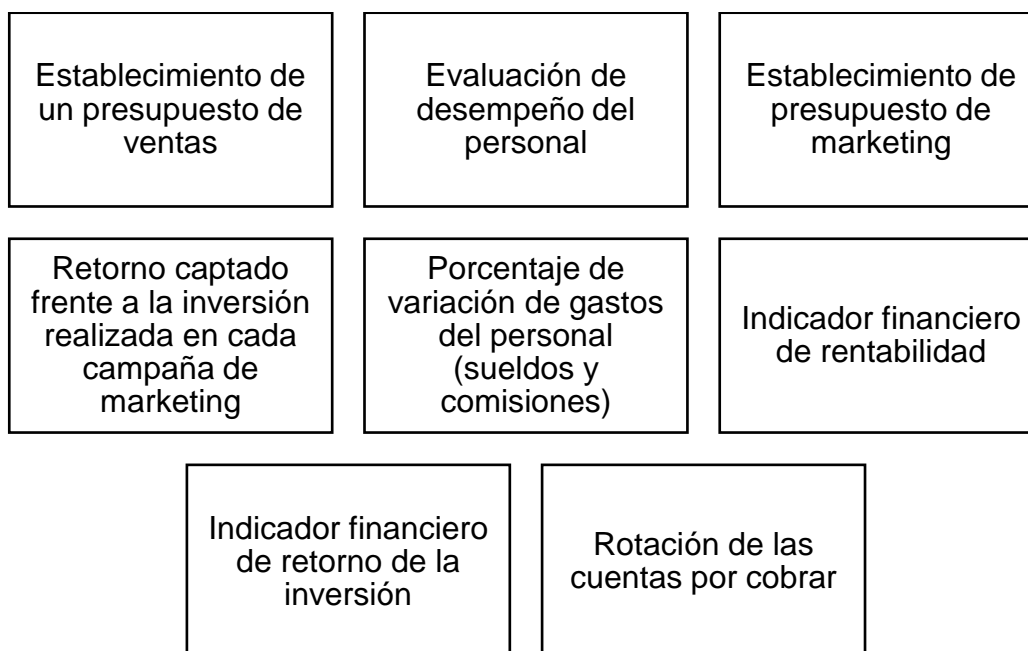 Establecimiento de
un presupuesto de
ventas
Evaluación de
desempeño del
personal
Establecimiento de
presupuesto de
marketing
Retorno captado
frente a la inversión
realizada en cada
campaña de
marketing
Porcentaje de
variación de gastos
del personal
(sueldos y
comisiones)
Indicador financiero
de rentabilidad
Indicador financiero
de retorno de la
inversión
Rotación de las
cuentas por cobrar